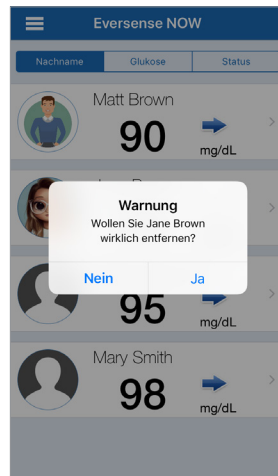 Eversense NOW
Nachname Glukose Status
Matt Brown
90
mg/dL
Warnung
Wollen Sie Jane Brown
wirklich entfernen?
Nein Ja
95
mg/dL
Mary Smith
98
mg/dL